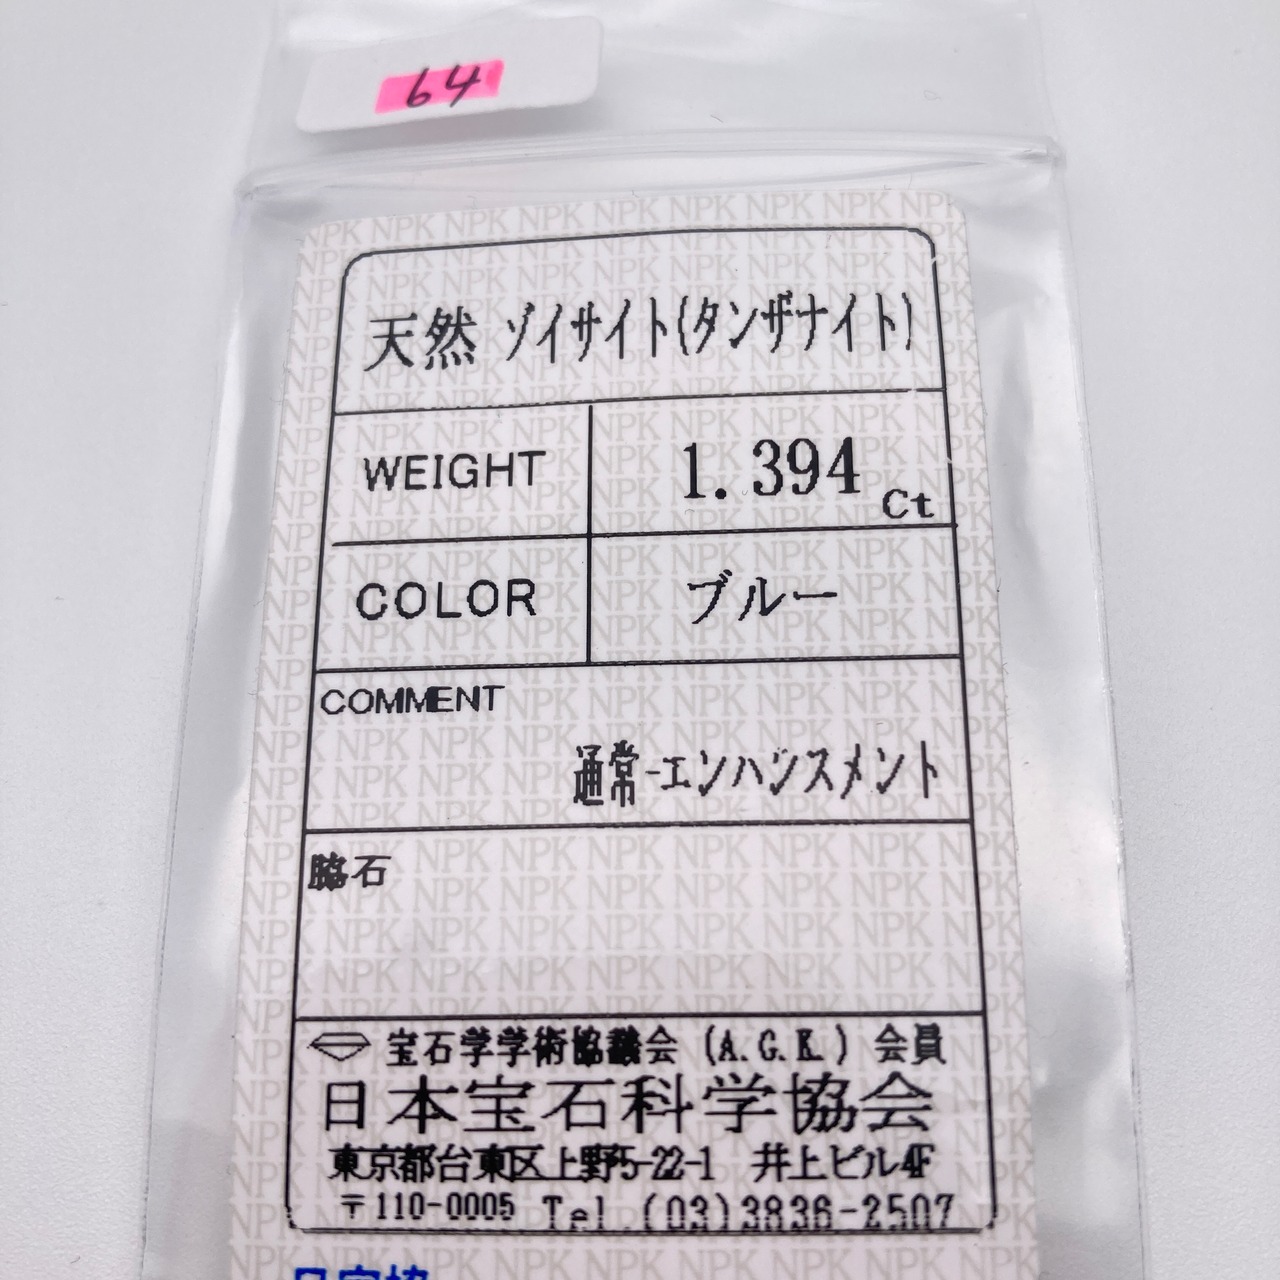 64
天然 ゾイサイト(タンザナイト)
WEIGHT 1.394 Ct
COLOR ブルー
COMMENT
通常-エンハンスメント
脇石
宝石学学術協議会 (A.G.K.) 会員
日本宝石科学協会
東京都台東区上野5-22-1 井上ビル4F
〒110-0005 Tel.(03)3836-2507